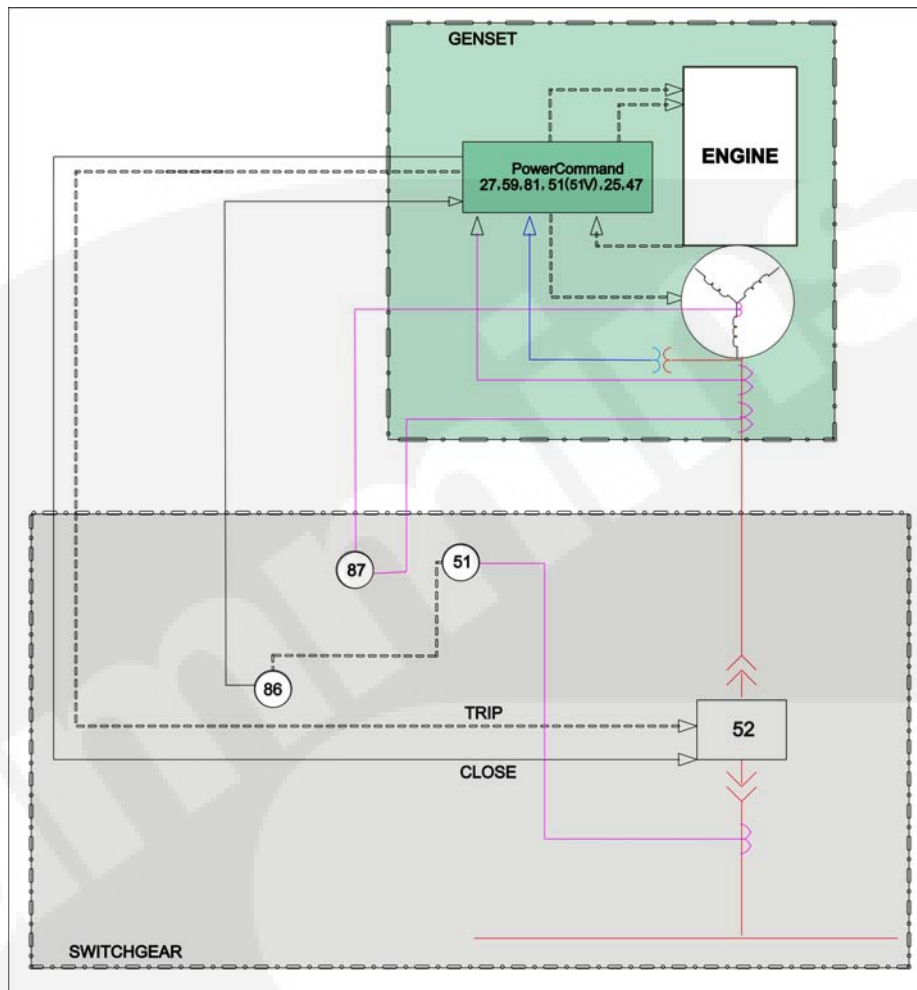 GENSET
ENGINE
PowerCommand
27.59.81.51(51V).25.47
87
51
86
TRIP
52
CLOSE
SWITCHGEAR